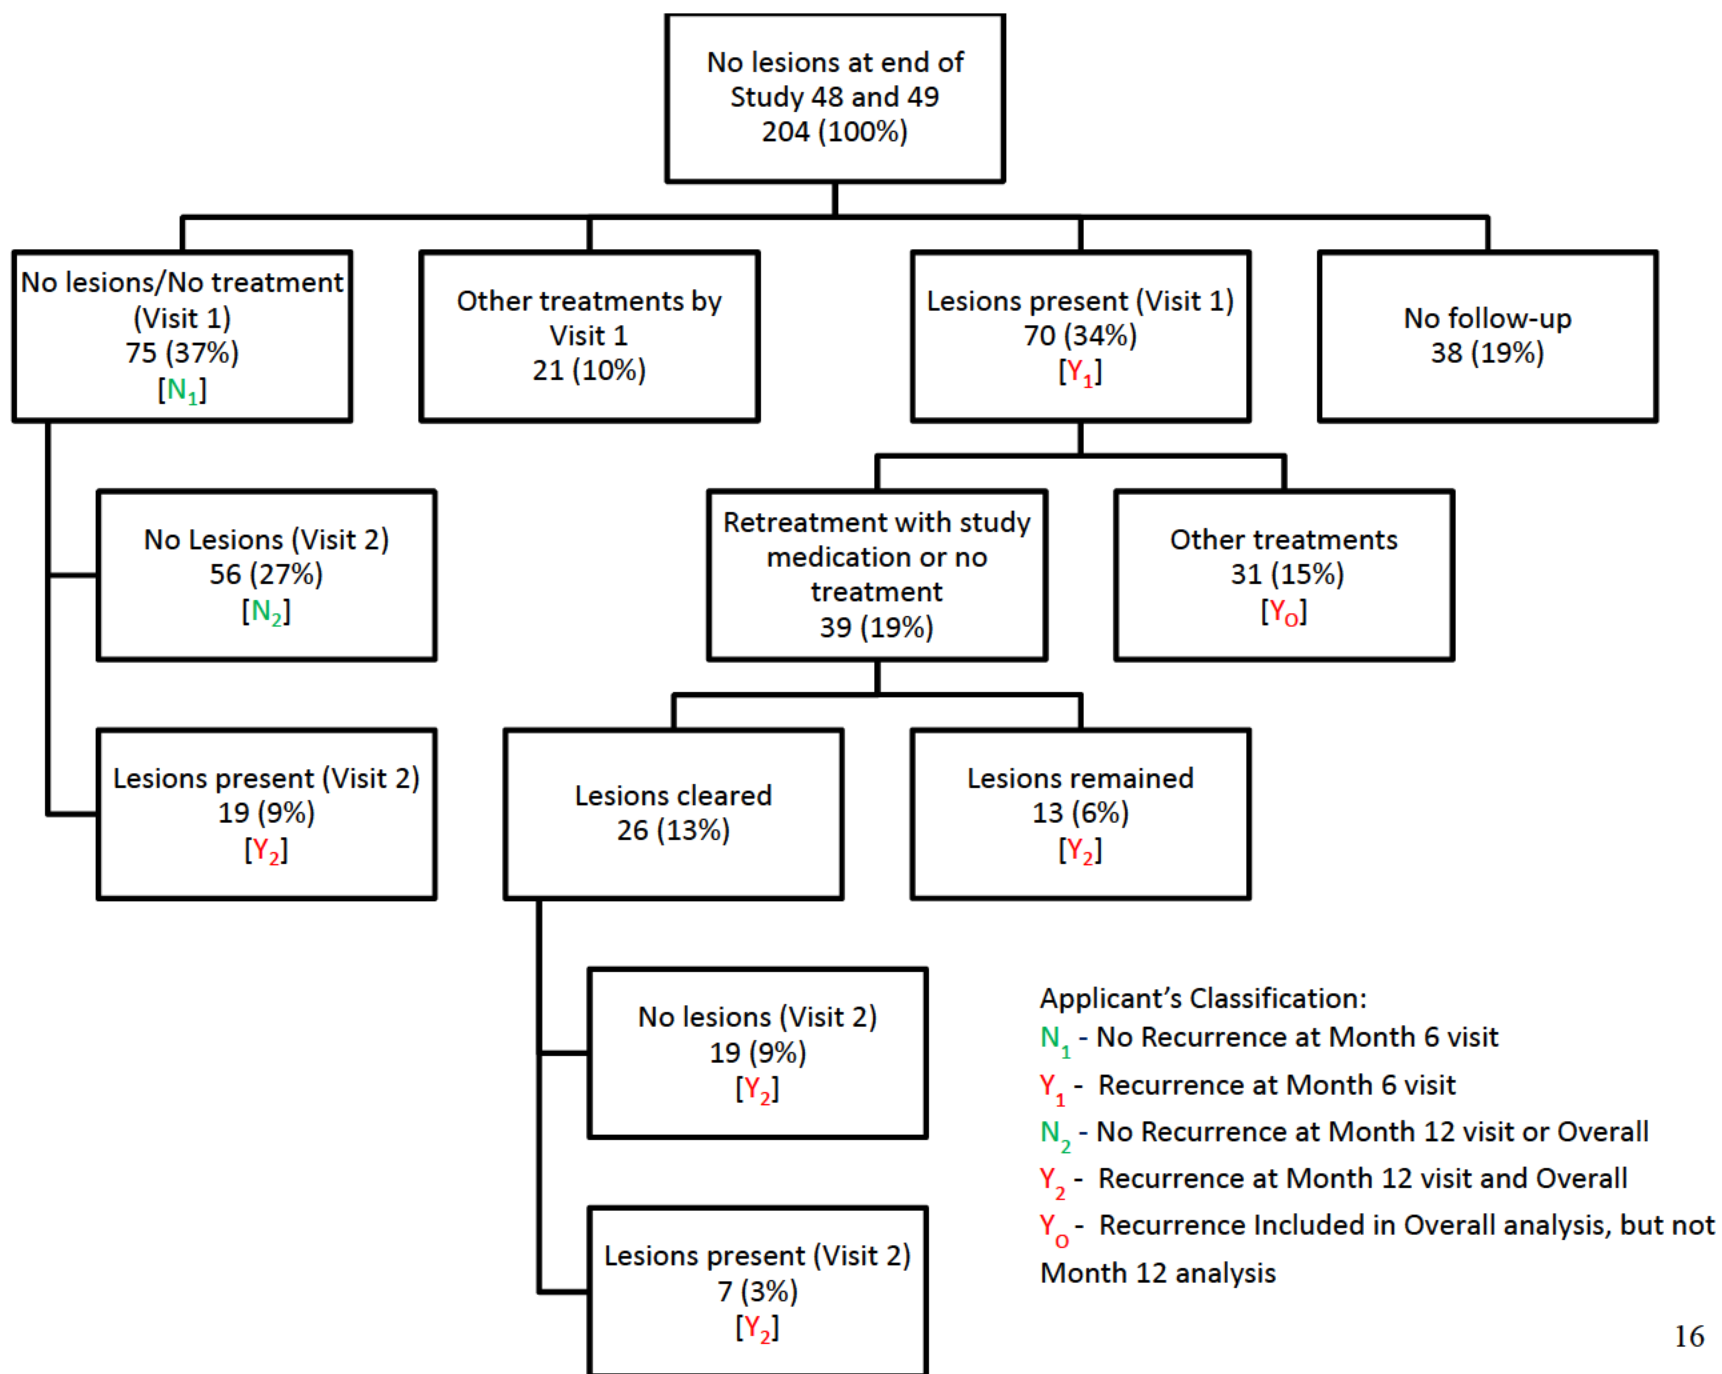 No lesions at end of
Study 48 and 49
204 (100%)
No lesions/No treatment
(Visit 1)
75 (37%)
[N₁]
Other treatments by
Visit 1
21 (10%)
Lesions present (Visit 1)
70 (34%)
[Y₁]
No follow-up
38 (19%)
No Lesions (Visit 2)
56 (27%)
[N₂]
Retreatment with study
medication or no
treatment
39 (19%)
Other treatments
31 (15%)
[Y_O]
Lesions present (Visit 2)
19 (9%)
[Y₂]
Lesions cleared
26 (13%)
Lesions remained
13 (6%)
[Y₂]
No lesions (Visit 2)
19 (9%)
[Y₂]
Lesions present (Visit 2)
7 (3%)
[Y₂]
Applicant’s Classification:
N₁ - No Recurrence at Month 6 visit
Y₁ - Recurrence at Month 6 visit
N₂ - No Recurrence at Month 12 visit or Overall
Y₂ - Recurrence at Month 12 visit and Overall
Y_O - Recurrence Included in Overall analysis, but not
Month 12 analysis
16